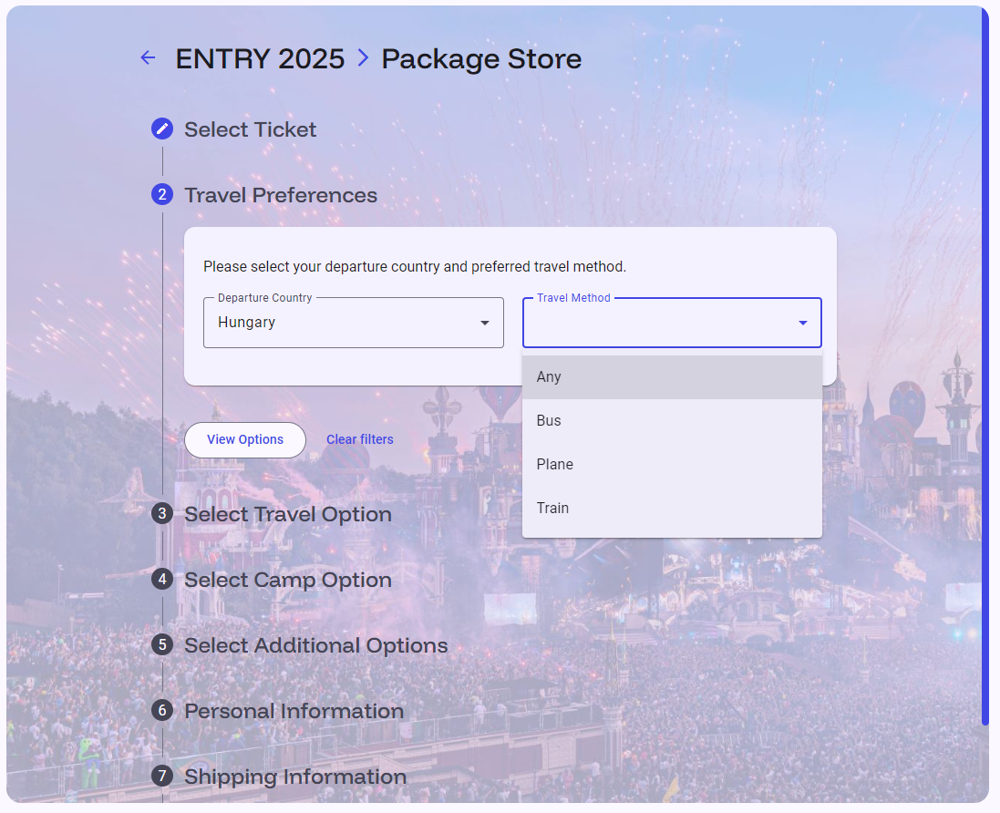 ENTRY 2025 > Package Store
Select Ticket
2 Travel Preferences
Please select your departure country and preferred travel method.
Departure Country
Hungary
Travel Method
Any
Bus
Plane
Train
View Options
Clear filters
3 Select Travel Option
4 Select Camp Option
5 Select Additional Options
6 Personal Information
7 Shipping Information